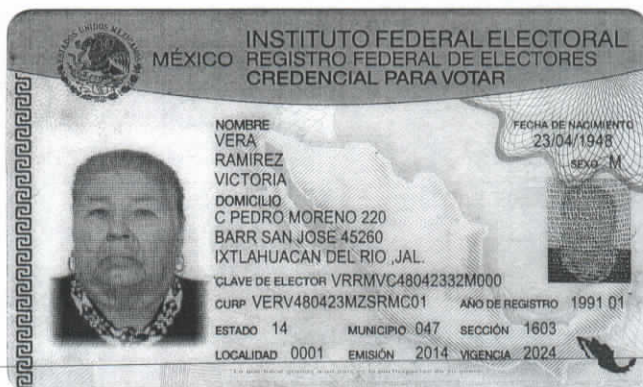 ESTADOS UNIDOS MEXICANOS
MÉXICO
INSTITUTO FEDERAL ELECTORAL
REGISTRO FEDERAL DE ELECTORES
CREDENCIAL PARA VOTAR
NOMBRE
VERA
RAMIREZ
VICTORIA
FECHA DE NACIMIENTO
23/04/1948
SEXO M
DOMICILIO
C PEDRO MORENO 220
BARR SAN JOSE 45260
IXTLAHUACAN DEL RIO ,JAL.
CLAVE DE ELECTOR VRRMVC48042332M000
CURP VERV480423MZSRMC01 AÑO DE REGISTRO 1991 01
ESTADO 14 MUNICIPIO 047 SECCIÓN 1603
LOCALIDAD 0001 EMISIÓN 2014 VIGENCIA 2024